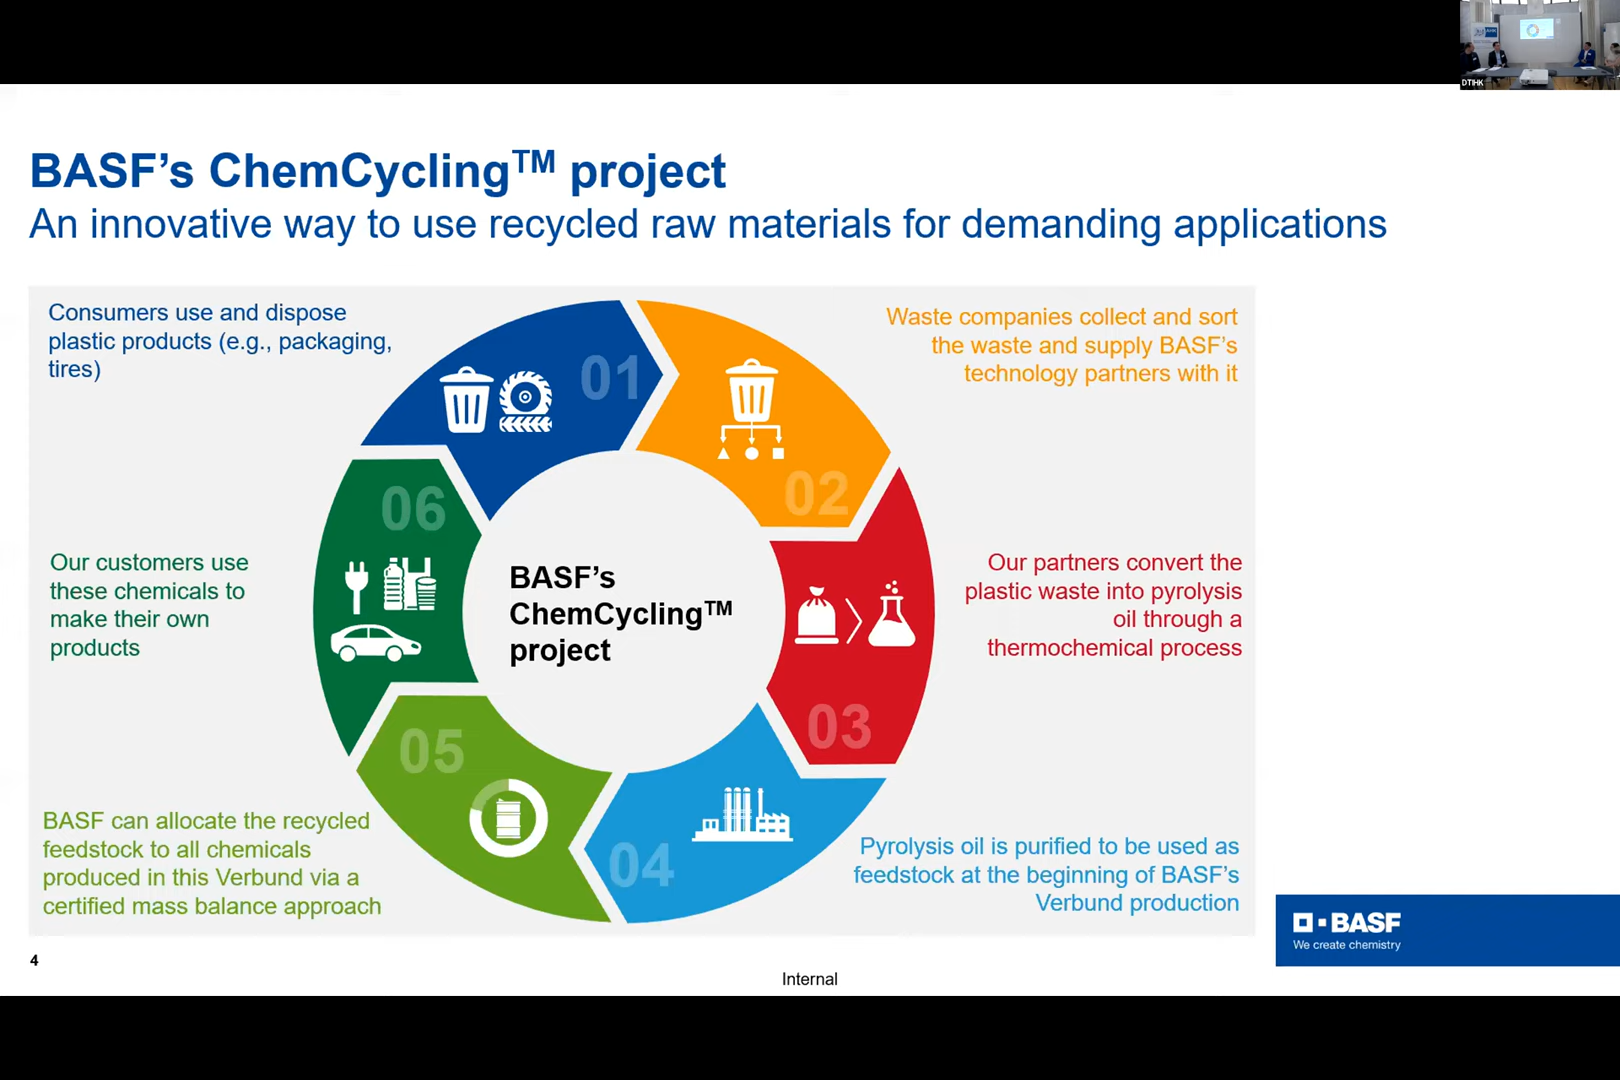 DTIHK
BASF's ChemCycling™ project
An innovative way to use recycled raw materials for demanding applications
Consumers use and dispose
plastic products (e.g., packaging,
tires)
01
Waste companies collect and sort
the waste and supply BASF's
technology partners with it
02
Our partners convert the
plastic waste into pyrolysis
oil through a
thermochemical process
03
Pyrolysis oil is purified to be used as
feedstock at the beginning of BASF's
Verbund production
04
BASF can allocate the recycled
feedstock to all chemicals
produced in this Verbund via a
certified mass balance approach
05
Our customers use
these chemicals to
make their own
products
06
BASF's
ChemCycling™
project
BASF
We create chemistry
4
Internal